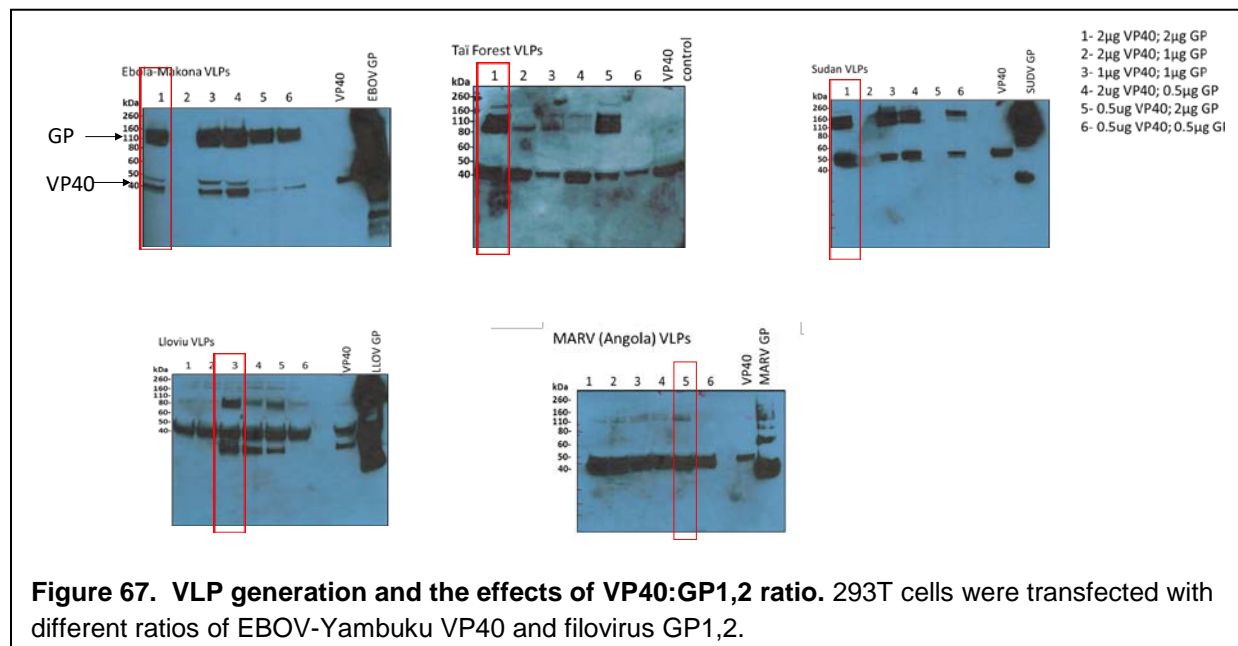 Ebola-Makona VLPs
VP40
EBOV GP
kDa
1 2 3 4 5 6
260-
160-
110-
80-
60-
50-
40-
GP
VP40
Taï Forest VLPs
VP40
control
kDa
1 2 3 4 5 6
260-
160-
110-
80-
60-
50-
40-
Sudan VLPs
VP40
SUDV GP
kDa
1 2 3 4 5 6
260-
160-
110-
80-
60-
50-
40-
1- 2µg VP40; 2µg GP
2- 2µg VP40; 1µg GP
3- 1µg VP40; 1µg GP
4- 2ug VP40; 0.5µg GP
5- 0.5ug VP40; 2µg GP
6- 0.5ug VP40; 0.5µg GI
Lloviu VLPs
VP40
LLOV GP
kDa
1 2 3 4 5 6
260-
160-
110-
80-
60-
50-
40-
MARV (Angola) VLPs
VP40
MARV GP
kDa
1 2 3 4 5 6
260-
160-
110-
80-
60-
50-
40-
Figure 67. VLP generation and the effects of VP40:GP1,2 ratio. 293T cells were transfected with
different ratios of EBOV-Yambuku VP40 and filovirus GP1,2.